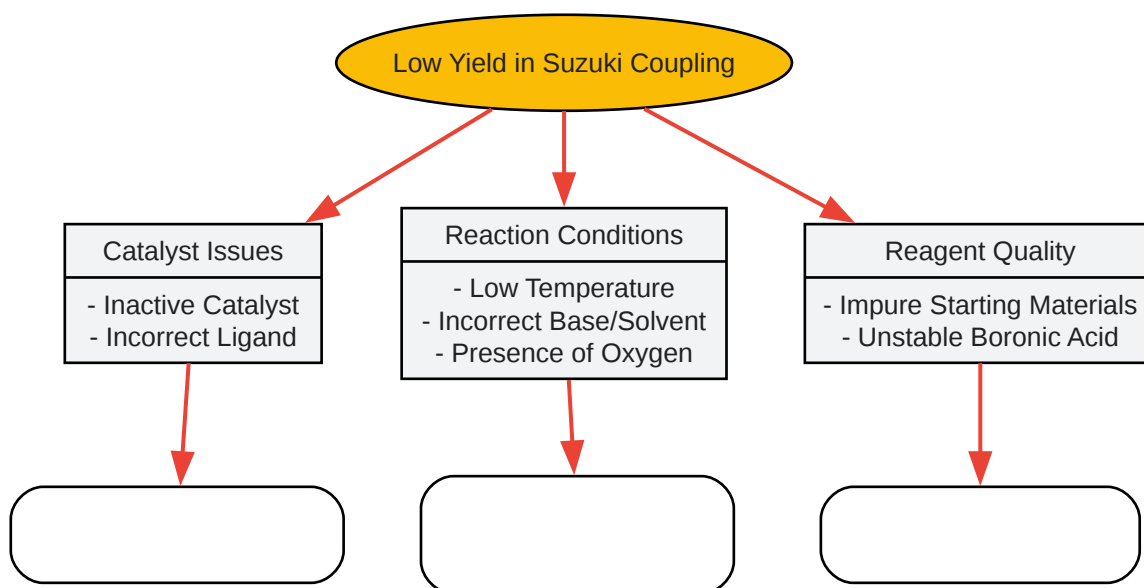 Low Yield in Suzuki Coupling
Catalyst Issues
- Inactive Catalyst
- Incorrect Ligand
Reaction Conditions
- Low Temperature
- Incorrect Base/Solvent
- Presence of Oxygen
Reagent Quality
- Impure Starting Materials
- Unstable Boronic Acid